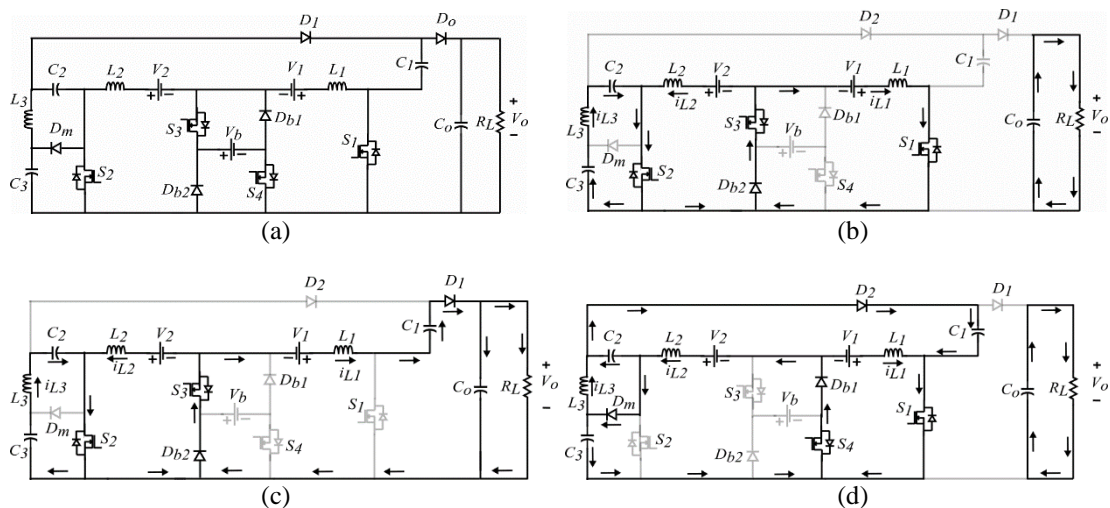 D1 Do
C2 L2 V2 V1 L1 C1
+ − − +
L3 Dm S3 Vb Db1 Co RL + Vo −
+ −
S1
C3 S2 Db2 S4
(a)
D2 D1
C2 L2 V2 V1 L1 C1
iL2 + − − + iL1
L3 iL3 Dm S3 Vb Db1 Co RL + Vo −
+ −
S1
C3 S2 Db2 S4
(b)
D2 D1
C2 L2 V2 V1 L1 C1
iL2 + − − + iL1
L3 iL3 Dm S3 Vb Db1 Co RL + Vo −
+ −
S1
C3 S2 Db2 S4
(c)
D2 D1
C2 L2 V2 V1 L1 C1
iL2 + − − + iL1
L3 iL3 Dm S3 Vb Db1 Co RL + Vo −
+ −
S1
C3 S2 Db2 S4
(d)